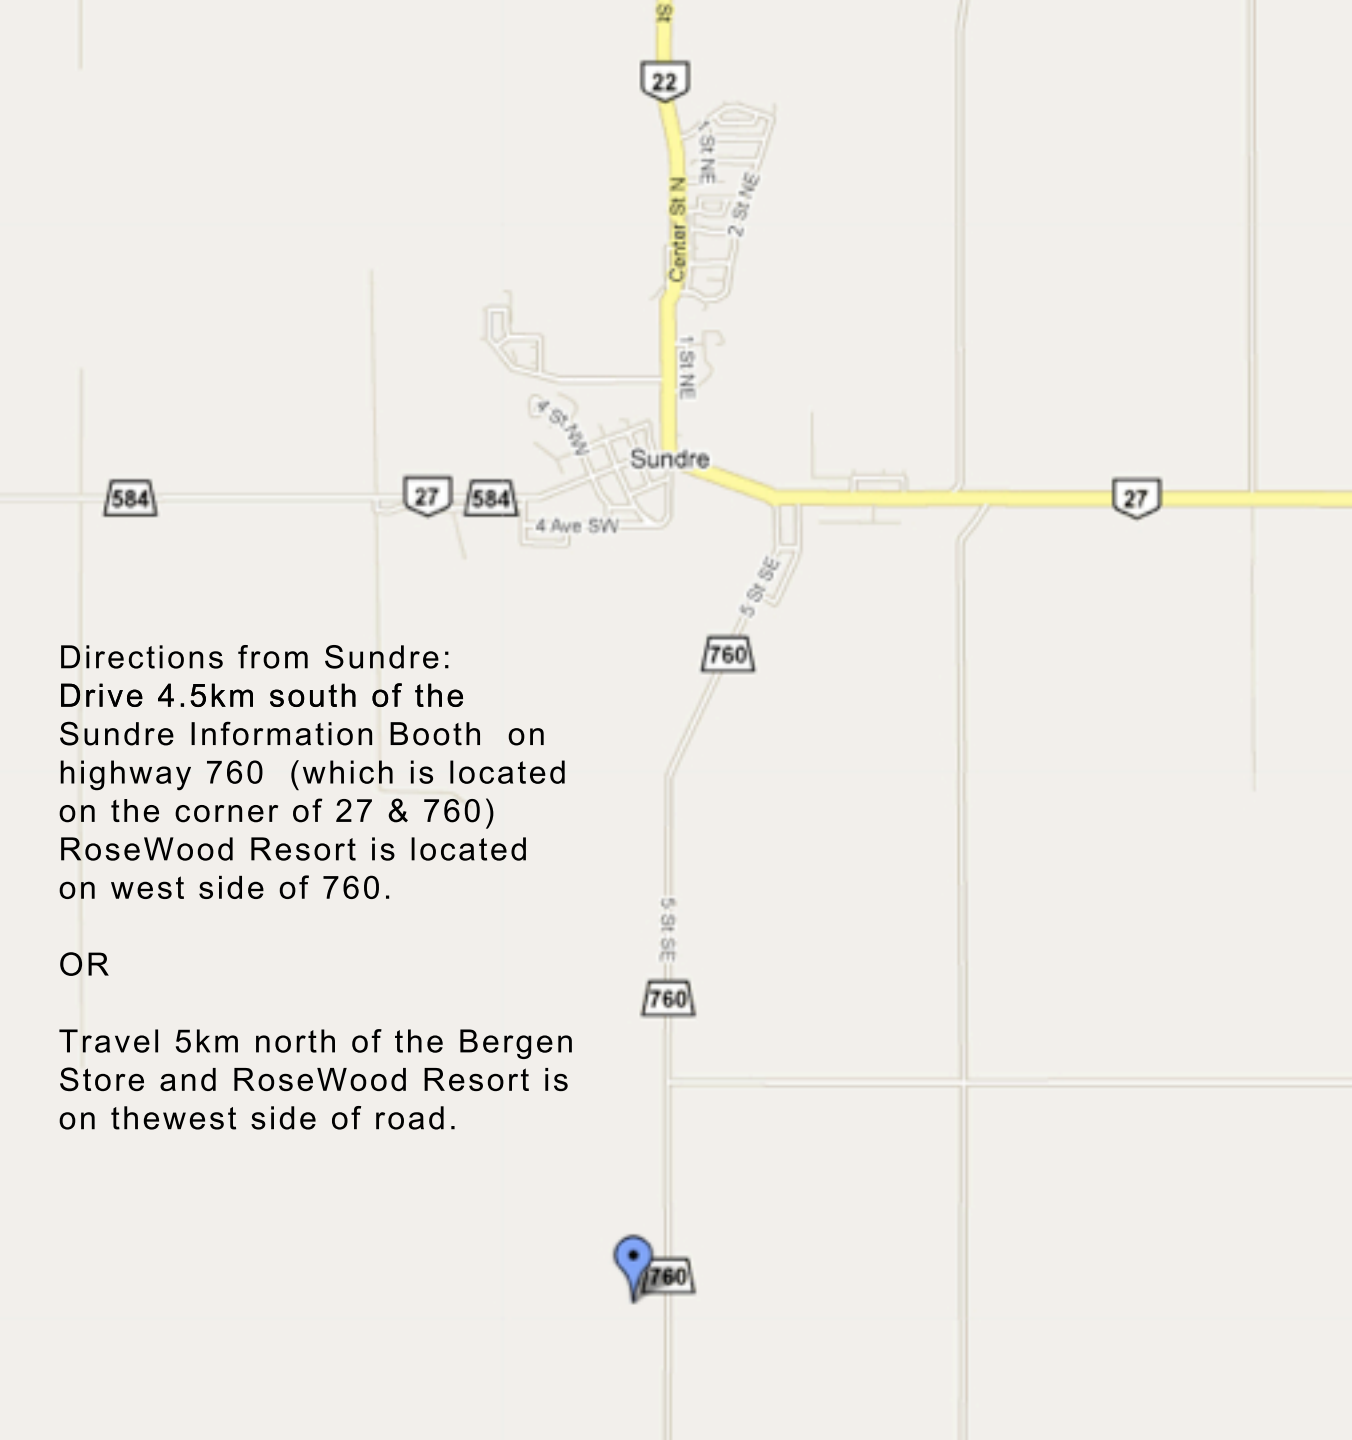 St
22
St NE
Center St N
2 St NE
1 St NE
4 St NW
Sundre
584
27
584
27
4 Ave SW
5 St SE
760
Directions from Sundre:
Drive 4.5km south of the
Sundre Information Booth  on
highway 760  (which is located
on the corner of 27 & 760)
RoseWood Resort is located
on west side of 760.
5 St SE
OR
760
Travel 5km north of the Bergen
Store and RoseWood Resort is
on thewest side of road.
760